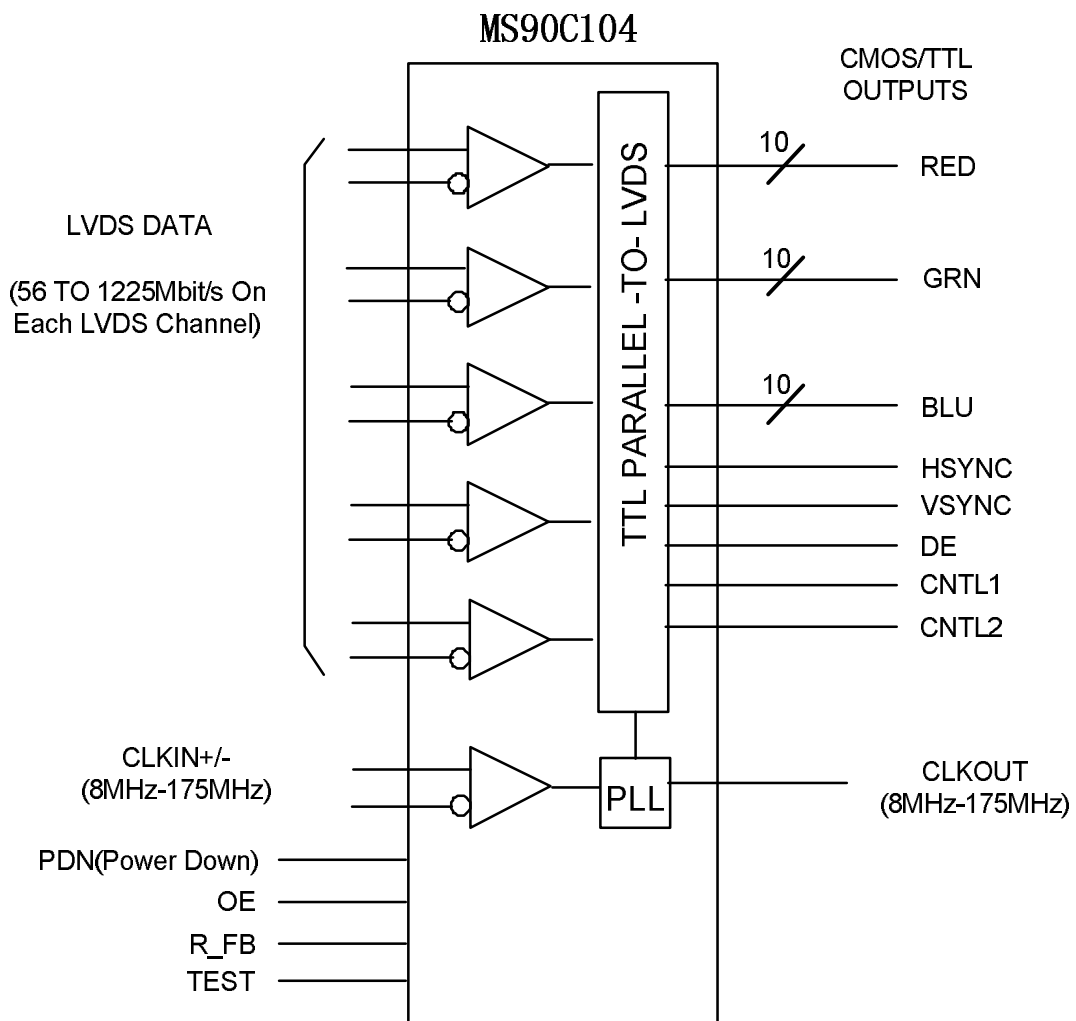 MS90C104
CMOS/TTL
OUTPUTS
LVDS DATA
(56 TO 1225Mbit/s On
Each LVDS Channel)
TTL PARALLEL -TO- LVDS
10
RED
10
GRN
10
BLU
HSYNC
VSYNC
DE
CNTL1
CNTL2
CLKIN+/-
(8MHz-175MHz)
PLL
CLKOUT
(8MHz-175MHz)
PDN(Power Down)
OE
R_FB
TEST